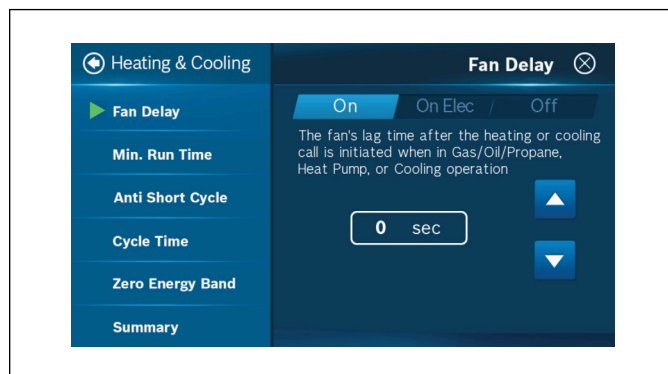 Heating & Cooling
Fan Delay
Min. Run Time
Anti Short Cycle
Cycle Time
Zero Energy Band
Summary
Fan Delay
On On Elec / Off
The fan's lag time after the heating or cooling
call is initiated when in Gas/Oil/Propane,
Heat Pump, or Cooling operation
0 sec